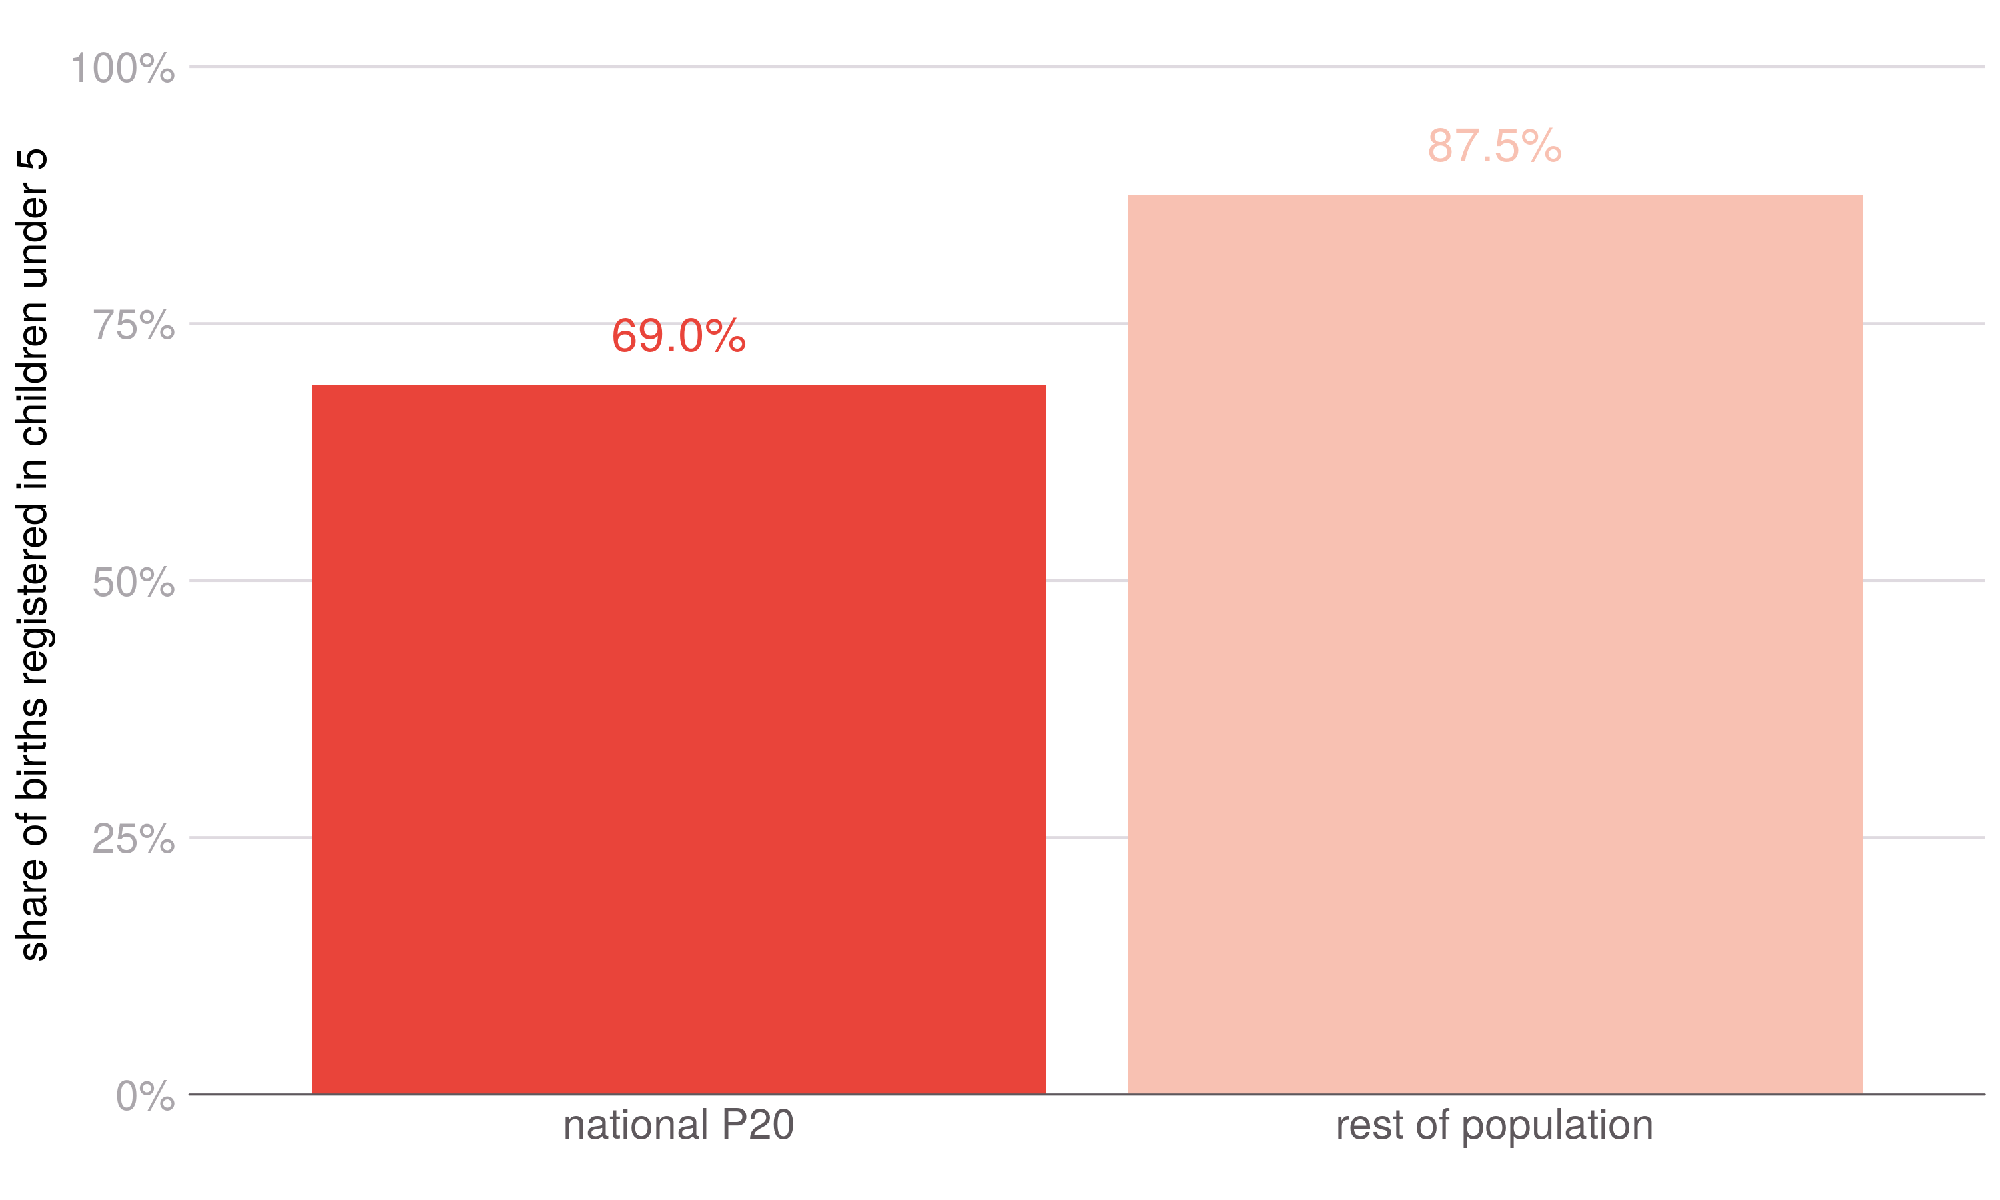 share of births registered in children under 5
100%
75%
50%
25%
0%
69.0%
87.5%
national P20
rest of population